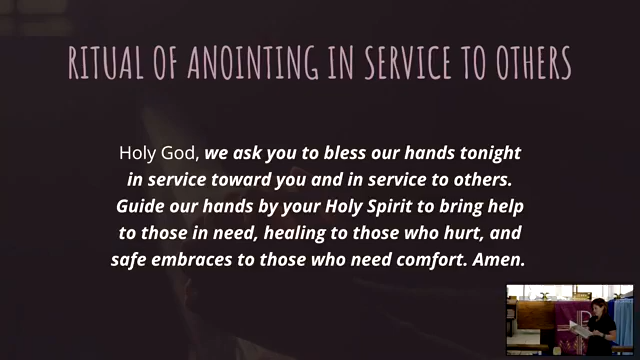 RITUAL OF ANOINTING IN SERVICE TO OTHERS
Holy God, we ask you to bless our hands tonight
in service toward you and in service to others.
Guide our hands by your Holy Spirit to bring help
to those in need, healing to those who hurt, and
safe embraces to those who need comfort. Amen.